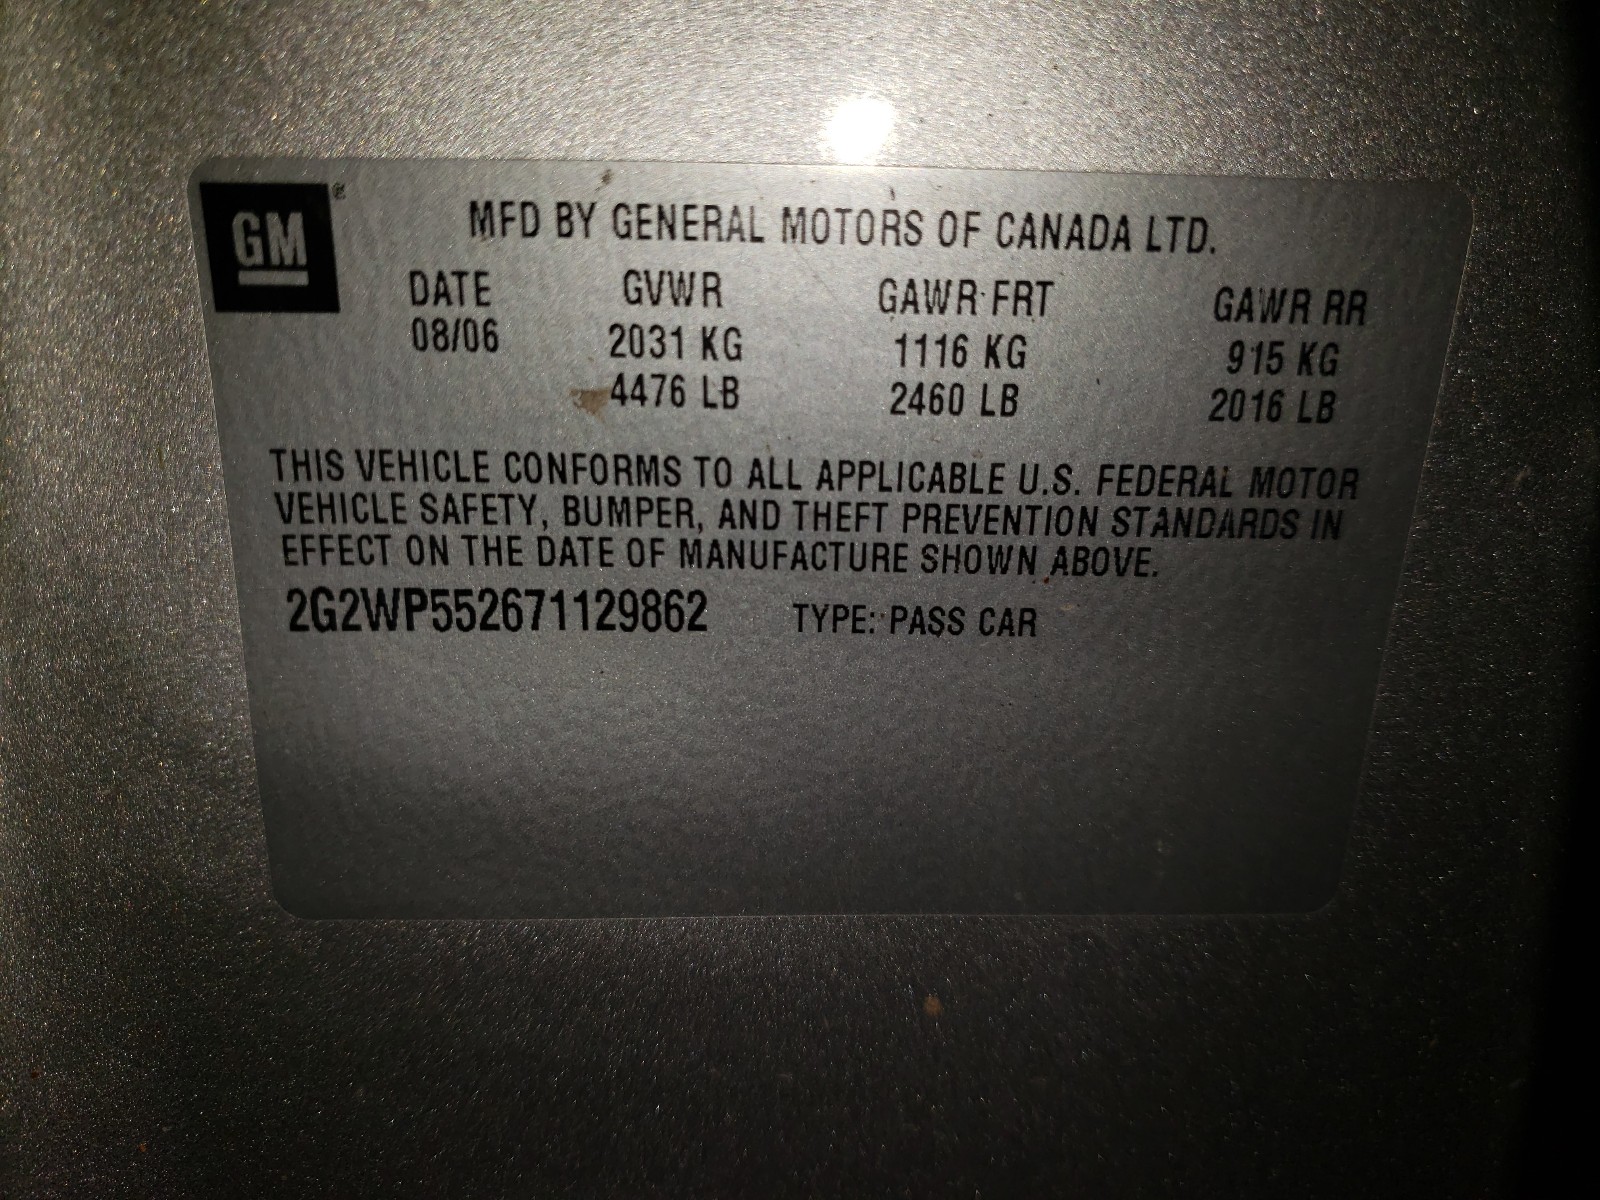 GM®
MFD BY GENERAL MOTORS OF CANADA LTD.
DATE GVWR GAWR FRT GAWR RR
08/06 2031 KG 1116 KG 915 KG
4476 LB 2460 LB 2016 LB
THIS VEHICLE CONFORMS TO ALL APPLICABLE U.S. FEDERAL MOTOR
VEHICLE SAFETY, BUMPER, AND THEFT PREVENTION STANDARDS IN
EFFECT ON THE DATE OF MANUFACTURE SHOWN ABOVE.
2G2WP552671129862 TYPE: PASS CAR